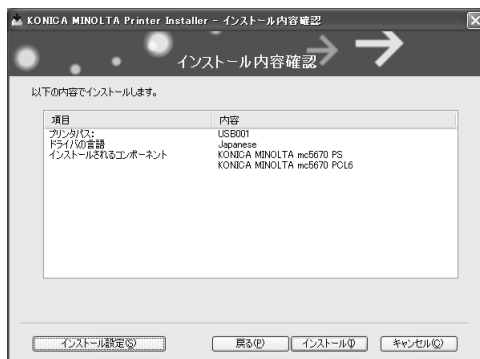 KONICA MINOLTA Printer Installer - インストール内容確認
インストール内容確認
以下の内容でインストールします。
項目 内容
プリンタパス: USB001
ドライバの言語 Japanese
インストールされるコンポーネント KONICA MINOLTA mc5670 PS
KONICA MINOLTA mc5670 PCL6
インストール設定(S) 戻る(P) インストール(I) キャンセル(C)